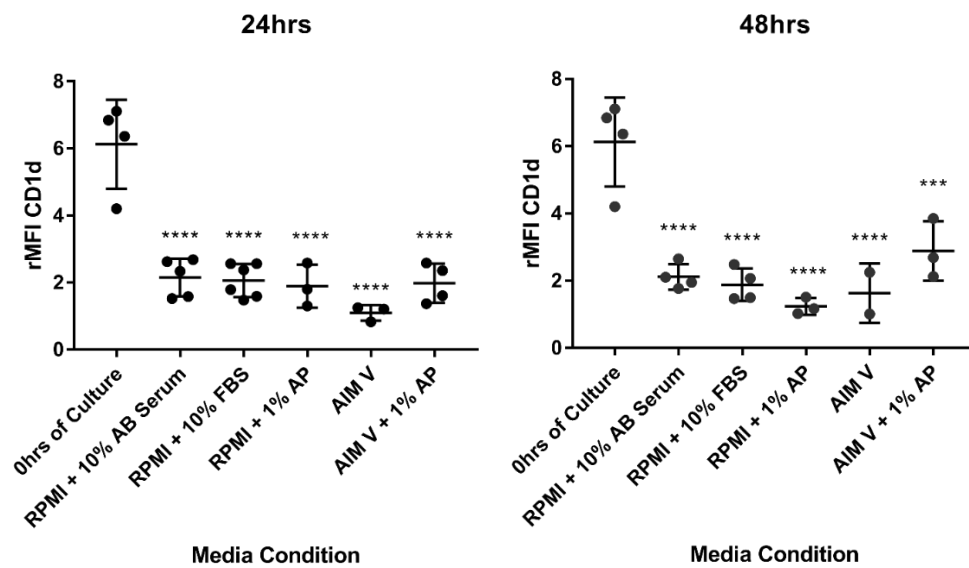 24hrs
rMFI CD1d
8
6
4
2
0
****
****
****
****
****
0hrs of Culture
RPMI + 10% AB Serum
RPMI + 10% FBS
RPMI + 1% AP
AIM V
AIM V + 1% AP
Media Condition
48hrs
rMFI CD1d
8
6
4
2
0
****
****
****
****
***
0hrs of Culture
RPMI + 10% AB Serum
RPMI + 10% FBS
RPMI + 1% AP
AIM V
AIM V + 1% AP
Media Condition